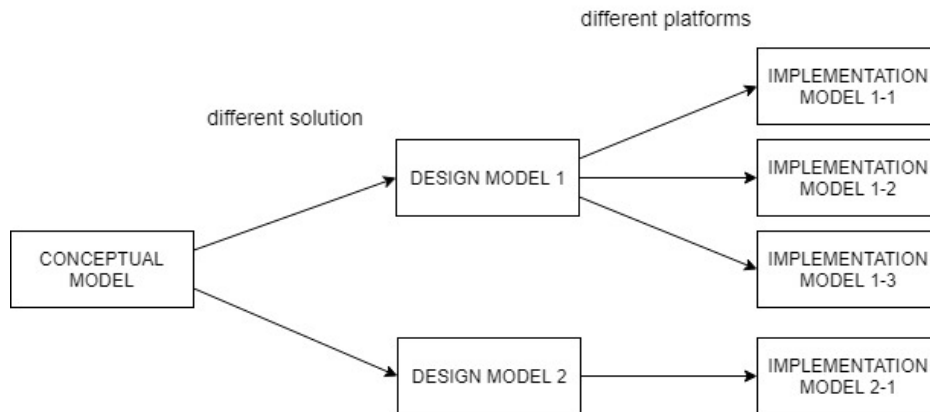 different platforms
IMPLEMENTATION
MODEL 1-1
different solution
DESIGN MODEL 1
IMPLEMENTATION
MODEL 1-2
CONCEPTUAL
MODEL
IMPLEMENTATION
MODEL 1-3
DESIGN MODEL 2
IMPLEMENTATION
MODEL 2-1